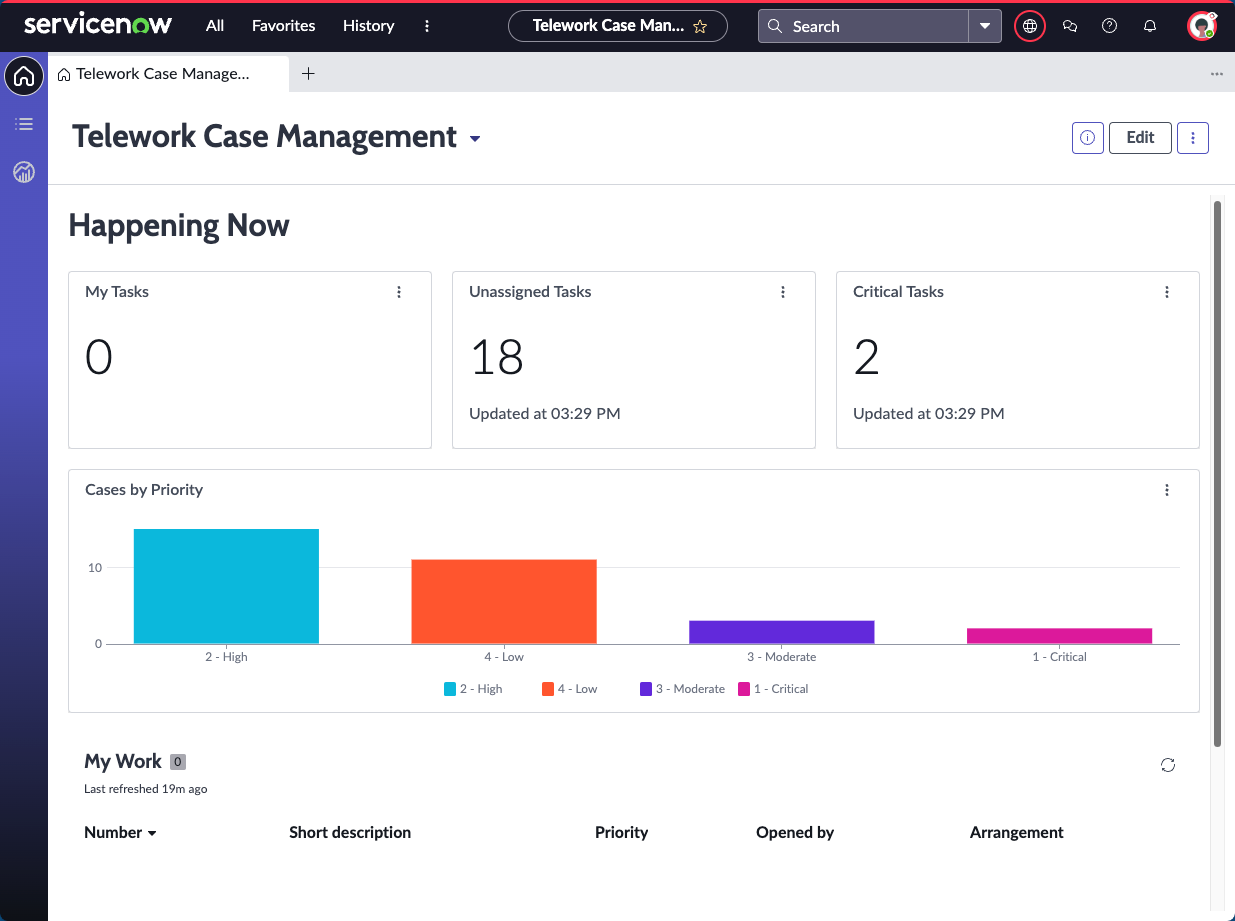 servicenow All Favorites History Telework Case Man... Search
Telework Case Manage...
Telework Case Management Edit
Happening Now
My Tasks Unassigned Tasks Critical Tasks
0 18 2
Updated at 03:29 PM Updated at 03:29 PM
Cases by Priority
10
0
2 - High 4 - Low 3 - Moderate 1 - Critical
2 - High 4 - Low 3 - Moderate 1 - Critical
My Work 0
Last refreshed 19m ago
Number Short description Priority Opened by Arrangement